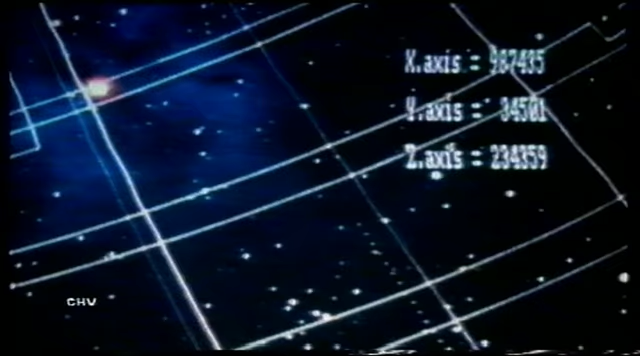 X.axis = 987435
Y.axis = 34501
Z.axis = 234359
CHV